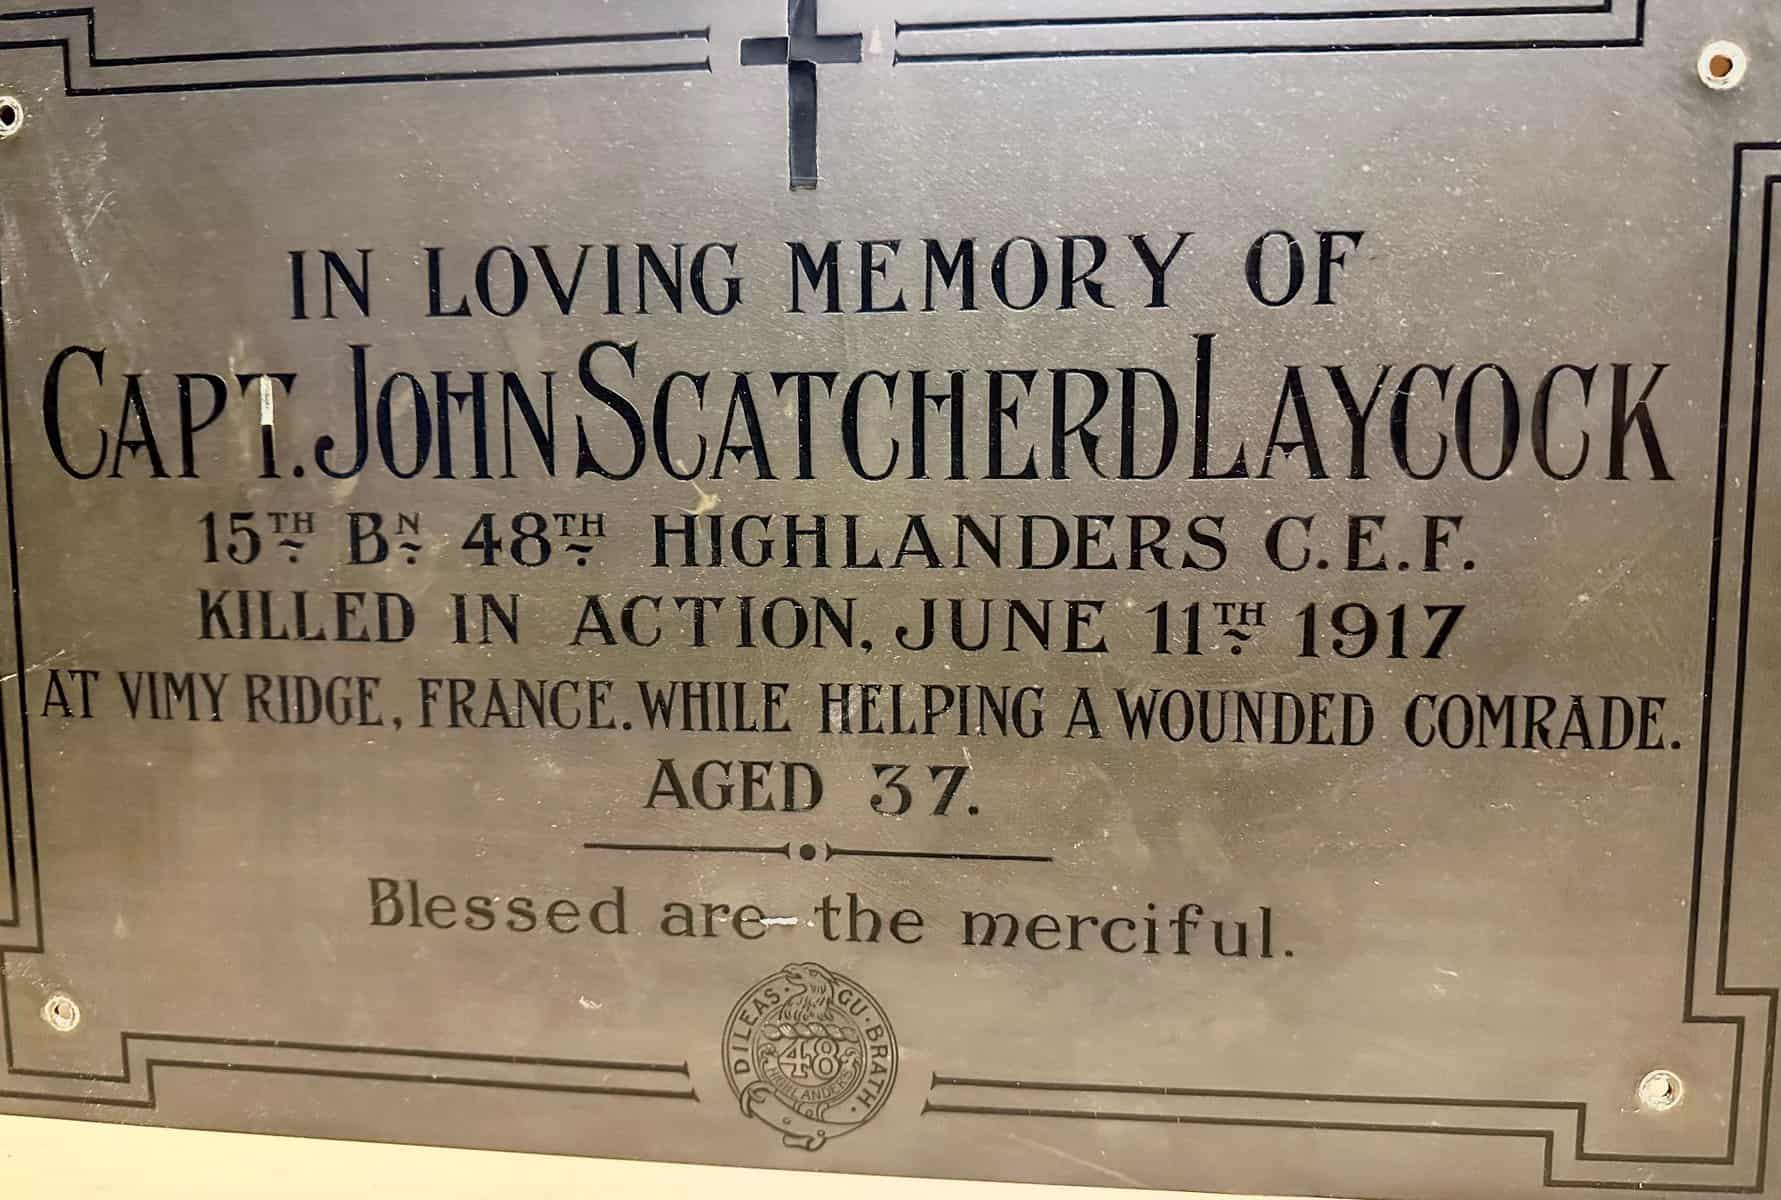 IN LOVING MEMORY OF
CAPT. JOHN SCATCHERD LAYCOCK
15TH BN 48TH HIGHLANDERS C.E.F.
KILLED IN ACTION, JUNE 11TH 1917
AT VIMY RIDGE, FRANCE. WHILE HELPING A WOUNDED COMRADE.
AGED 37.
Blessed are the merciful.
DILEAS · GU · BRATH ·
48
HIGHLANDERS